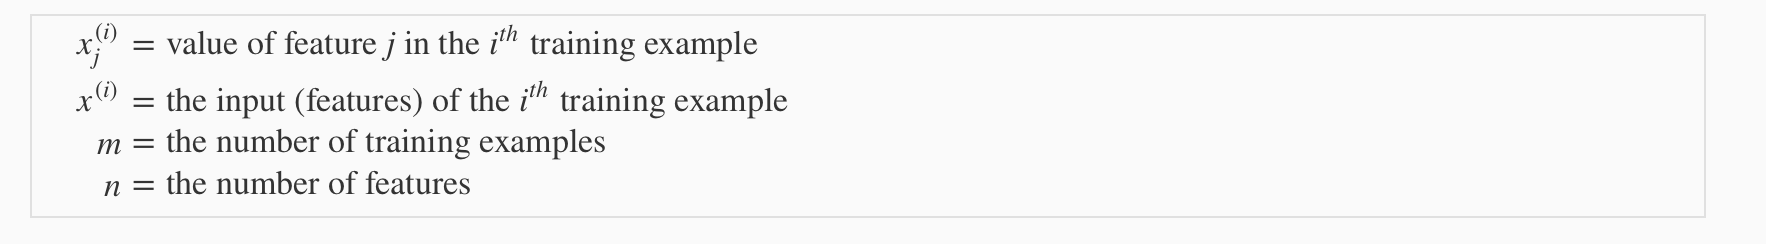 x_j^{(i)} = value of feature j in the i^{th} training example
x^{(i)} = the input (features) of the i^{th} training example
m = the number of training examples
n = the number of features